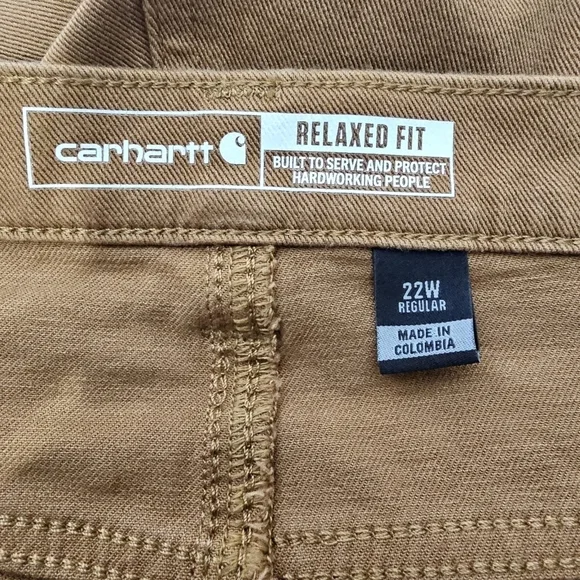 carhartt
RELAXED FIT
BUILT TO SERVE AND PROTECT
HARDWORKING PEOPLE
22W
REGULAR
MADE IN
COLOMBIA